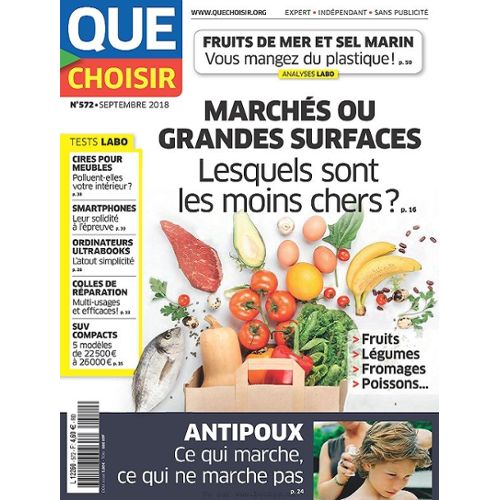 QUE
CHOISIR
N°572•SEPTEMBRE 2018
WWW.QUECHOISIR.ORG
EXPERT • INDÉPENDANT • SANS PUBLICITÉ
FRUITS DE MER ET SEL MARIN
Vous mangez du plastique! p. 50
ANALYSES LABO
MARCHÉS OU
GRANDES SURFACES
Lesquels sont
les moins chers? p. 16
TESTS LABO
CIRES POUR
MEUBLES
Polluent-elles
votre intérieur?
SMARTPHONES
Leur solidité
à l'épreuve
ORDINATEURS
ULTRABOOKS
L'atout simplicité
COLLES DE
RÉPARATION
Multi-usages
et efficaces!
SUV
COMPACTS
5 modèles
de 22500 €
à 26000 €
> Fruits
> Légumes
> Fromages
> Poissons...
ANTIPOUX
Ce qui marche,
ce qui ne marche pas
p. 24